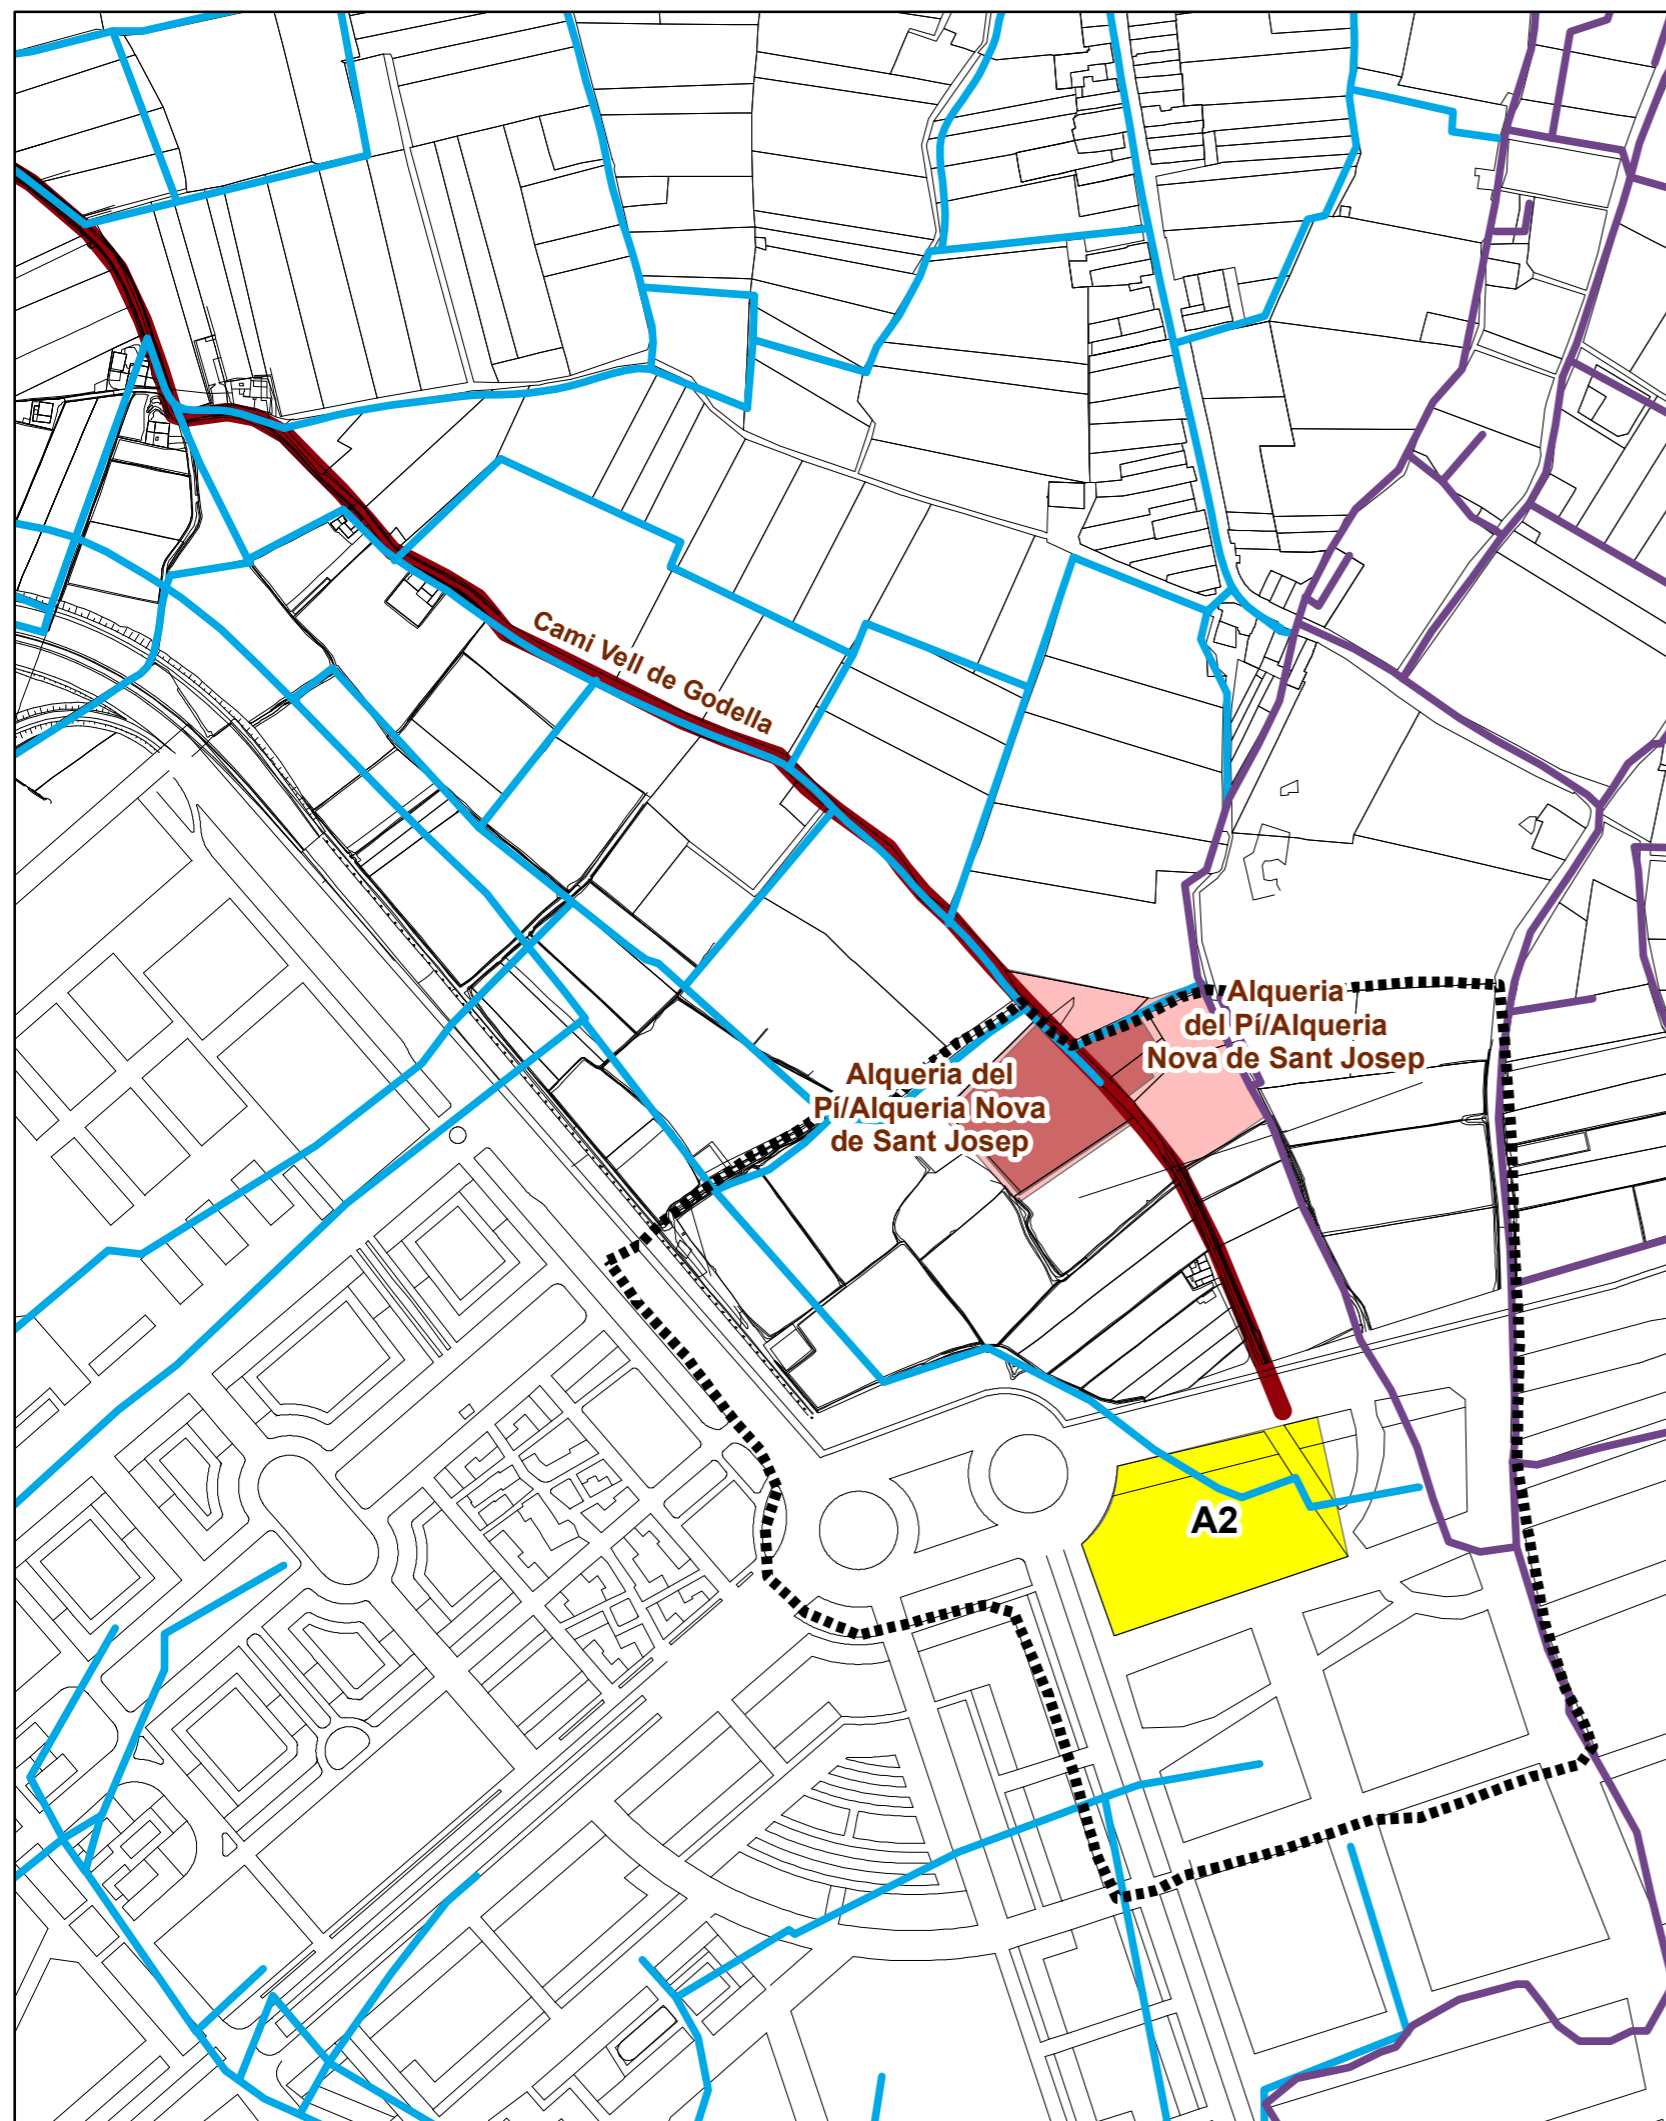 Cami Vell de Godella
Alqueria
del Pí/Alqueria
Nova de Sant Josep
Alqueria del
Pí/Alqueria Nova
de Sant Josep
A2